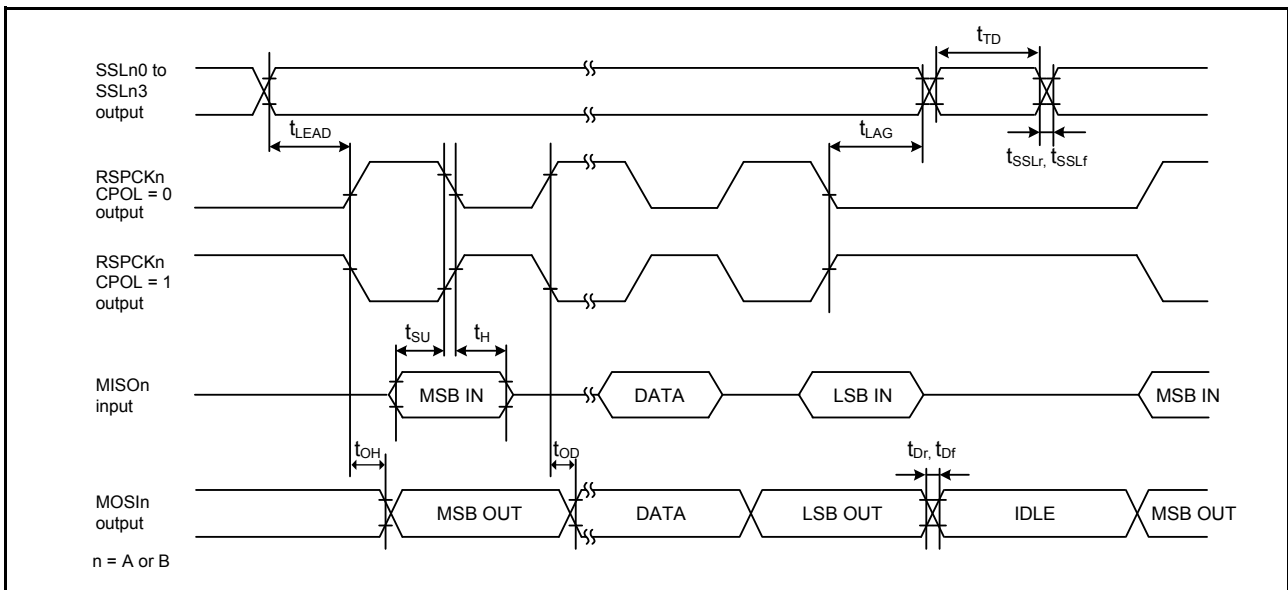 tTD
SSLn0 to
SSLn3
output
tLEAD
tLAG
tSSLr, tSSLf
RSPCKn
CPOL = 0
output
RSPCKn
CPOL = 1
output
tSU
tH
MISOn
input
MSB IN
DATA
LSB IN
MSB IN
tOH
tOD
tDr, tDf
MOSIn
output
MSB OUT
DATA
LSB OUT
IDLE
MSB OUT
n = A or B